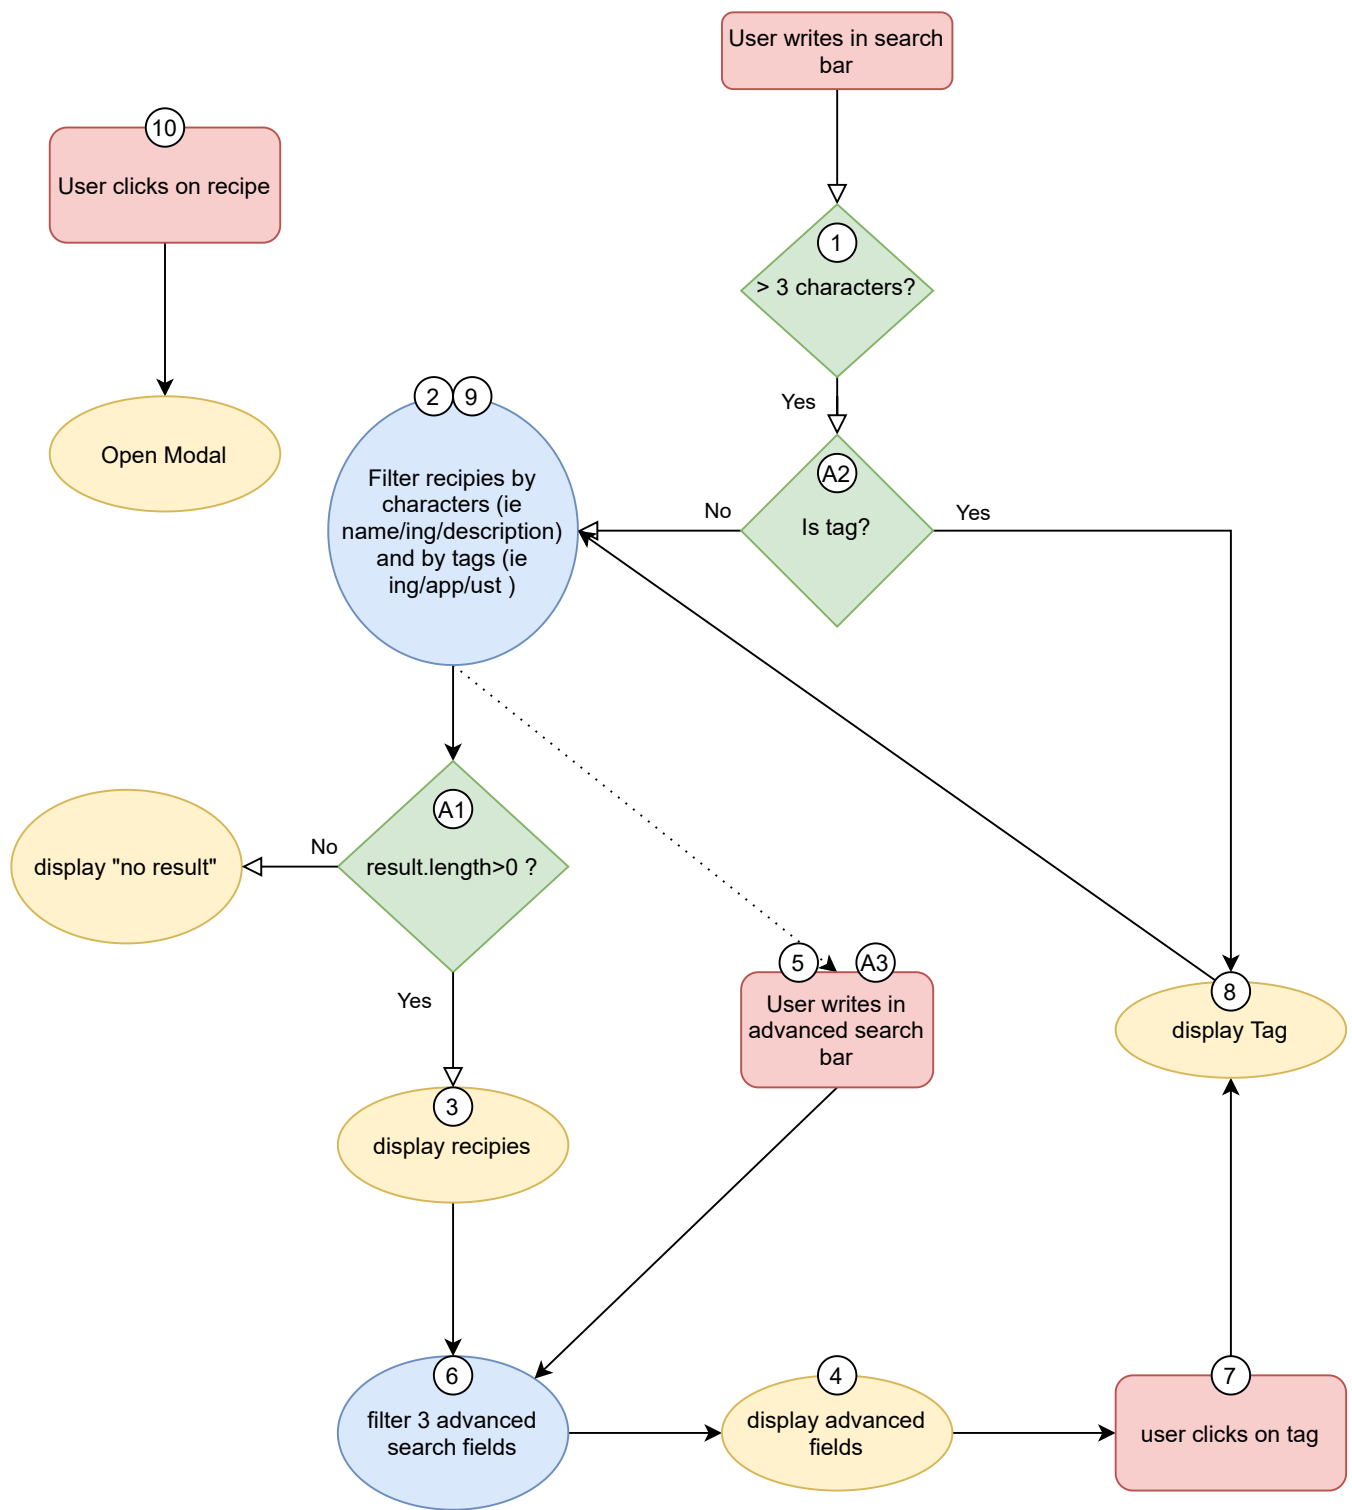 User writes in search
bar
10
User clicks on recipe
1
> 3 characters?
Yes
Open Modal
2
9
Filter recipies by
characters (ie
name/ing/description)
and by tags (ie
ing/app/ust )
No
A2
Is tag?
Yes
A1
result.length>0 ?
No
display "no result"
Yes
5
A3
User writes in
advanced search
bar
8
display Tag
3
display recipies
6
filter 3 advanced
search fields
4
display advanced
fields
7
user clicks on tag